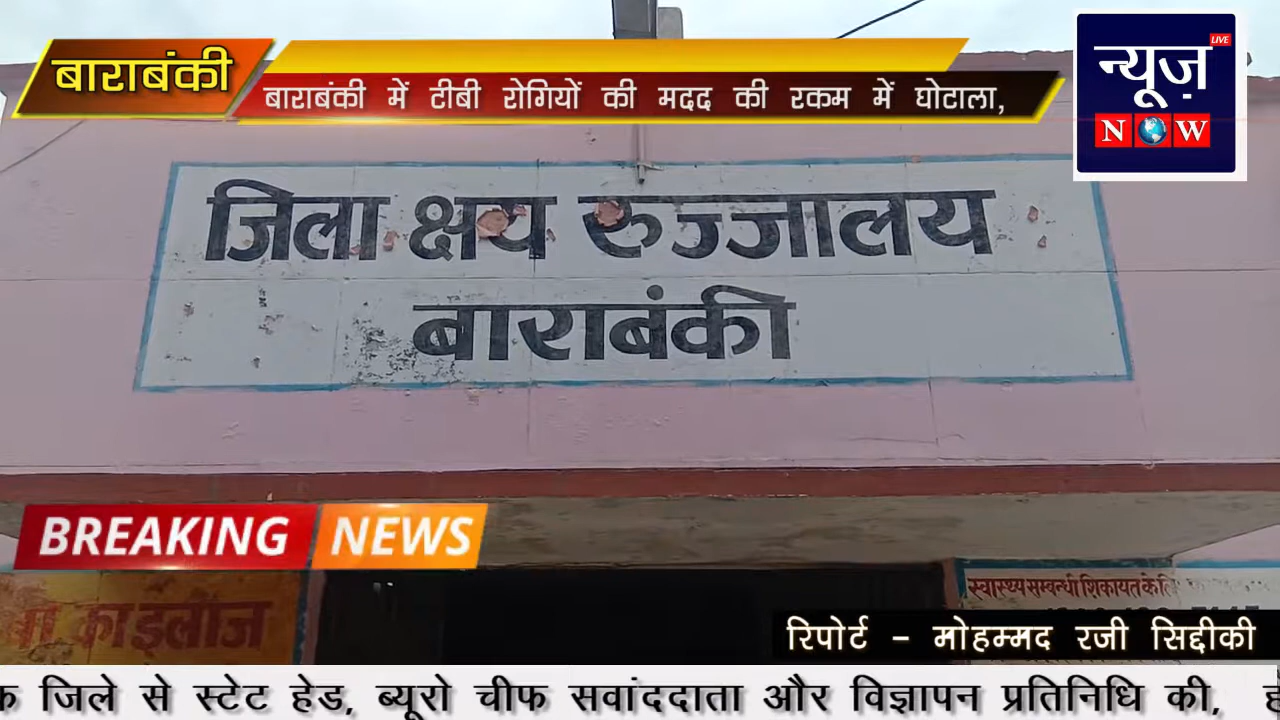 बाराबंकी
बाराबंकी में टीबी रोगियों की मदद की रकम में घोटाला,
LIVE
न्यूज़
NOW
जिला क्षय रुज्जालय
बाराबंकी
BREAKING NEWS
का इलाज
स्वास्थ्य सम्बन्धी शिकायत के
रिपोर्ट - मोहम्मद रजी सिद्दीकी
जिले से स्टेट हेड, ब्यूरो चीफ सवांददाता और विज्ञापन प्रतिनिधि की,